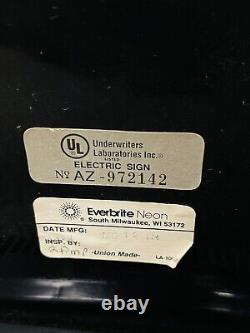 UL
Underwriters
Laboratories Inc.®
LISTED
ELECTRIC SIGN
№ AZ-972142
Everbrite Neon
South Milwaukee, WI 53172
DATE MFG:
INSP. BY:
-Union Made-